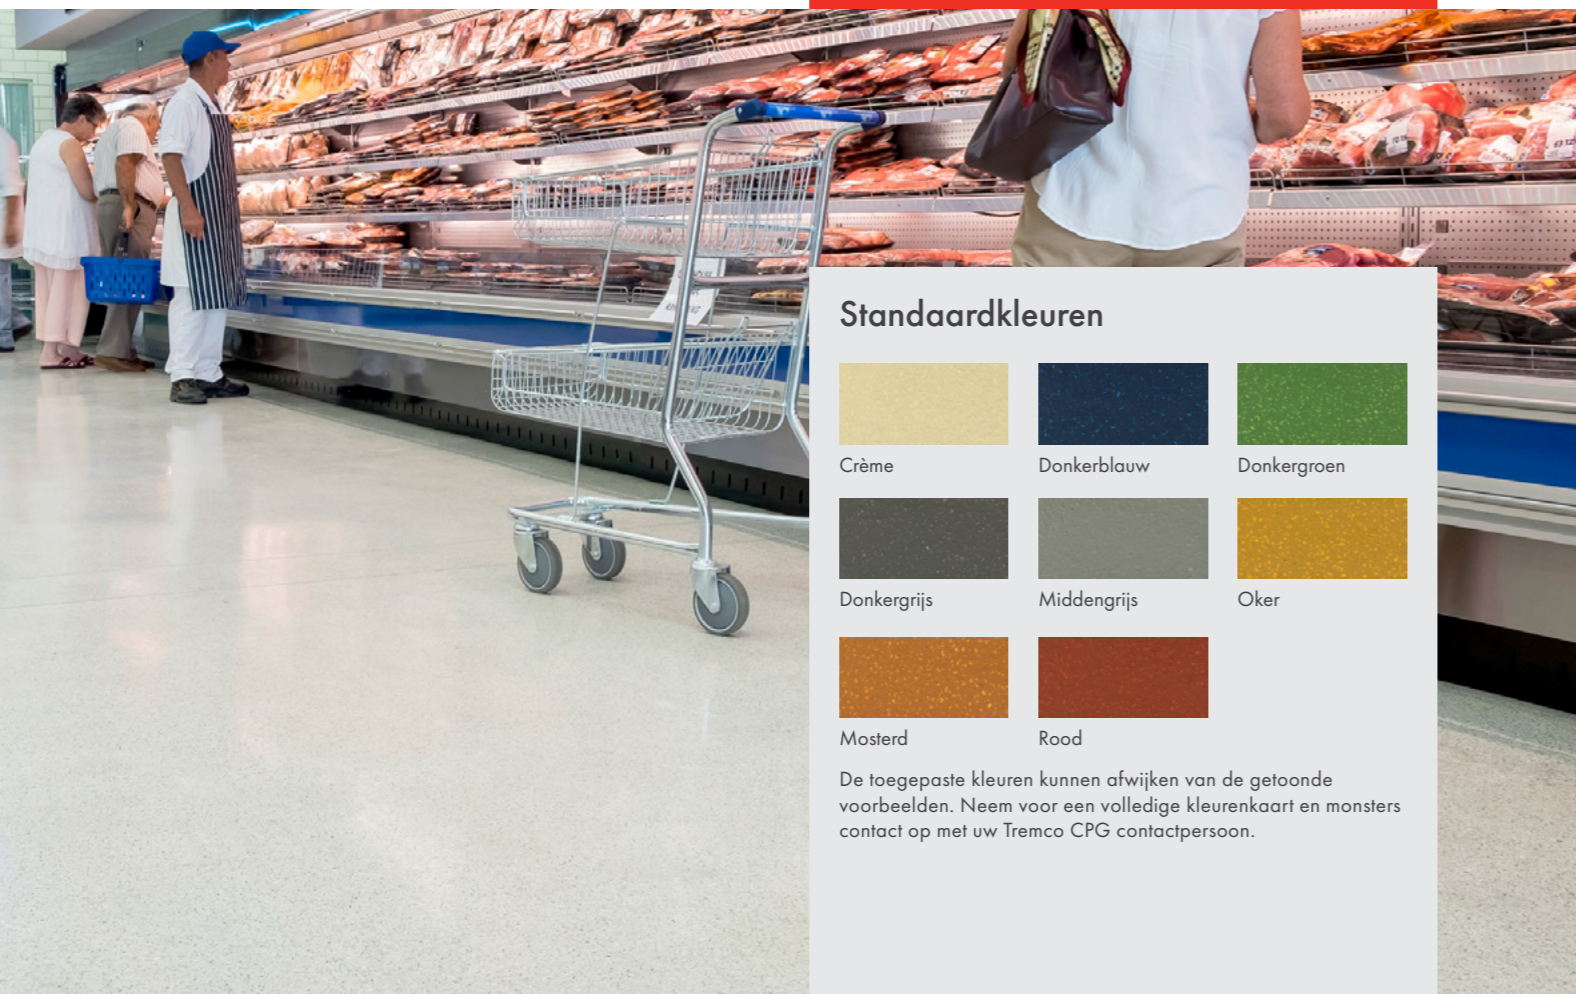 Standaardkleuren
Crème
Donkerblauw
Donkergroen
Donkergrijs
Middengrijs
Oker
Mosterd
Rood
De toegepaste kleuren kunnen afwijken van de getoonde
voorbeelden. Neem voor een volledige kleurenkaart en monsters
contact op met uw Tremco CPG contactpersoon.